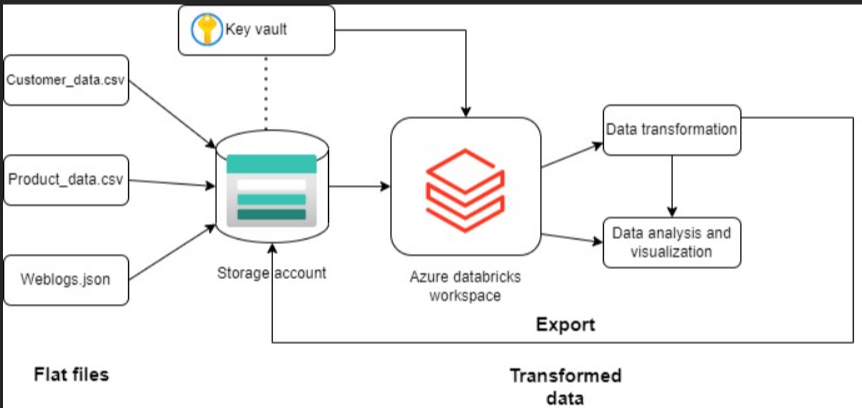 Key vault
Customer_data.csv
Product_data.csv
Weblogs.json
Storage account
Azure databricks
workspace
Data transformation
Data analysis and
visualization
Export
Flat files
Transformed
data